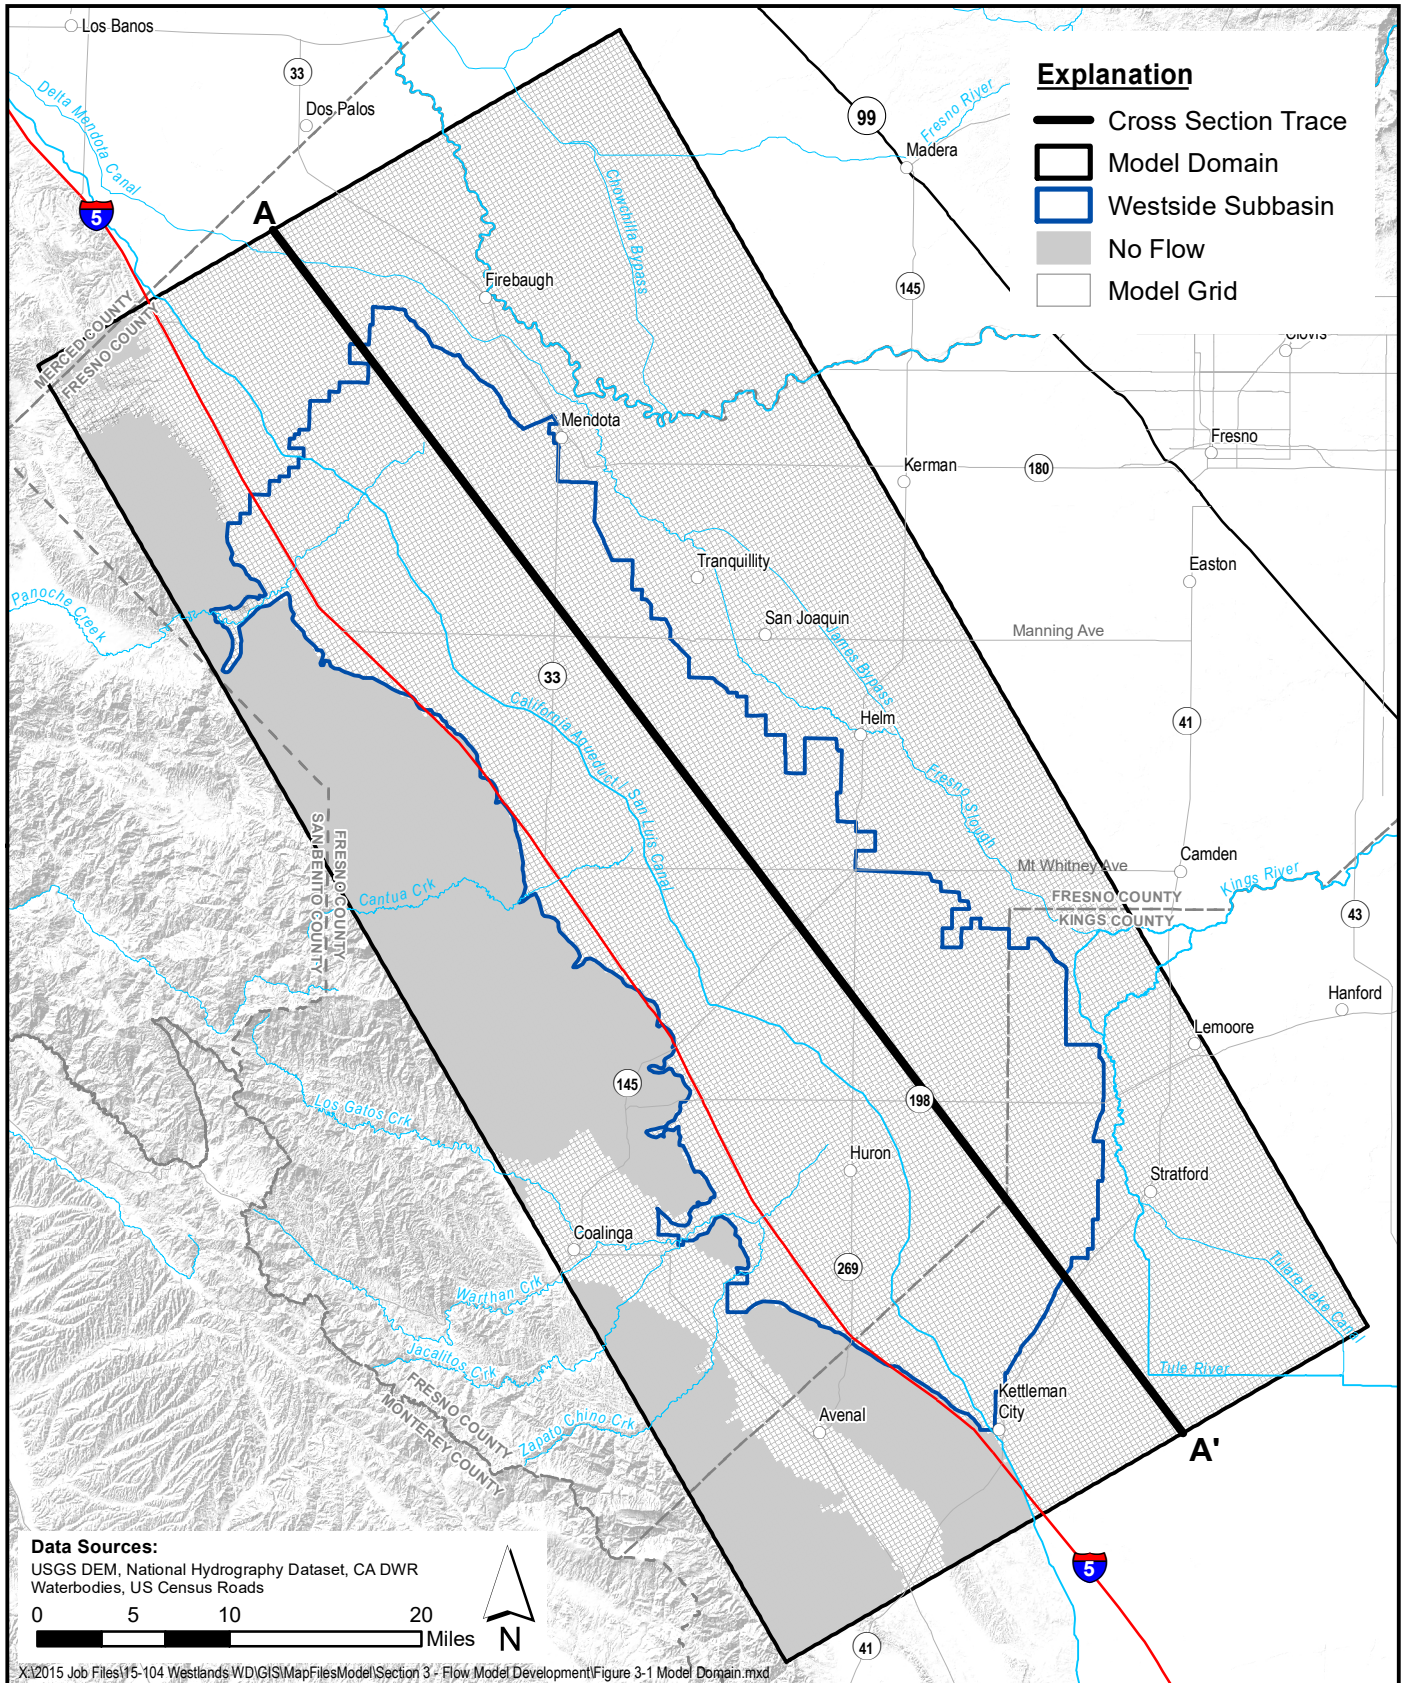 Los Banos
33
Dos Palos
Delta Mendota Canal
5
A
Firebaugh
Chowchilla Bypass
99
Fresno River
Madera
145
Explanation
Cross Section Trace
Model Domain
Westside Subbasin
No Flow
Model Grid
Clovis
MERCED COUNTY
FRESNO COUNTY
Mendota
Fresno
Kerman
180
Tranquillity
Easton
Panoche Creek
San Joaquin
Manning Ave
James Bypass
33
California Aqueduct / San Luis Canal
Helm
41
Fresno Slough
SAN BENITO COUNTY
FRESNO COUNTY
Mt Whitney Ave
Camden
Cantua Crk
Kings River
FRESNO COUNTY
KINGS COUNTY
43
Hanford
Lemoore
145
198
Los Gatos Crk
Huron
Stratford
Coalinga
269
Warthan Crk
Tulare Lake Canal
Jacalitos Crk
Tule River
FRESNO COUNTY
MONTEREY COUNTY
Kettleman
City
Zapato Chino Crk
Avenal
A'
5
41
Data Sources:
USGS DEM, National Hydrography Dataset, CA DWR
Waterbodies, US Census Roads
0 5 10 20
Miles
N
X:\2015 Job Files\15-104 Westlands WD\GIS\MapFilesModel\Section 3 - Flow Model Development\Figure 3-1 Model Domain.mxd